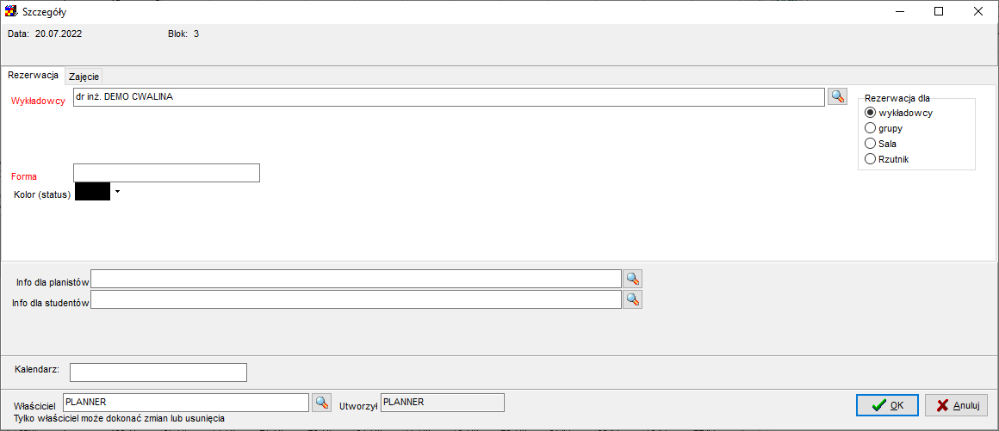 Szczegóły
Data: 20.07.2022 Blok: 3
Rezerwacja Zajęcie
Wykładowcy dr inż. DEMO CWALINA
Rezerwacja dla
wykładowcy
grupy
Sala
Rzutnik
Forma
Kolor (status)
Info dla planistów
Info dla studentów
Kalendarz:
Właściciel PLANNER Utworzył PLANNER
OK Anuluj
Tylko właściciel może dokonać zmian lub usunięcia